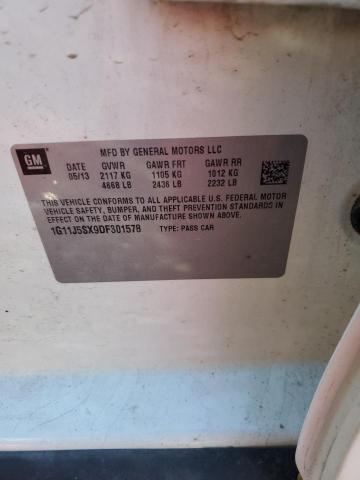 GM
MFD BY GENERAL MOTORS LLC
DATE GVWR GAWR FRT GAWR RR
05/13 2117 KG 1105 KG 1012 KG
4668 LB 2436 LB 2232 LB
THIS VEHICLE CONFORMS TO ALL APPLICABLE U.S. FEDERAL MOTOR
VEHICLE SAFETY, BUMPER, AND THEFT PREVENTION STANDARDS IN
EFFECT ON THE DATE OF MANUFACTURE SHOWN ABOVE.
1G11J5SX9DF301578 TYPE: PASS CAR